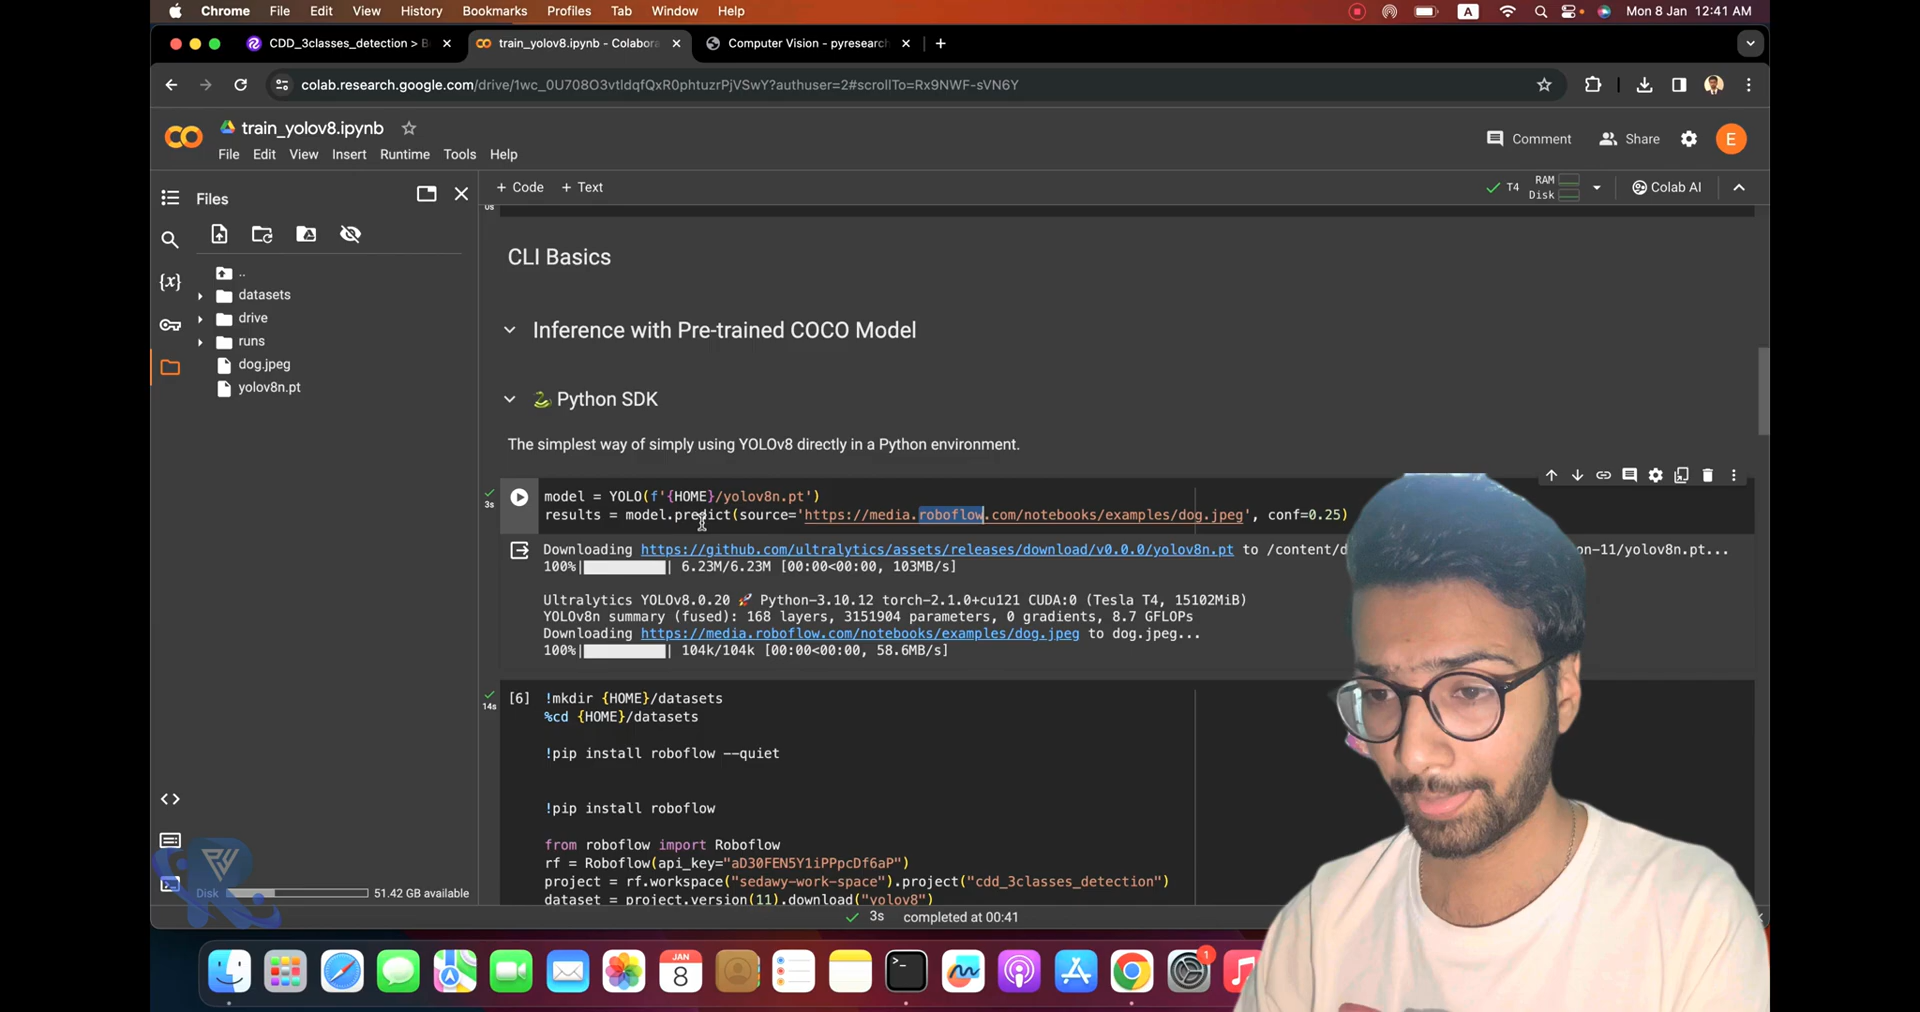 Chrome File Edit View History Bookmarks Profiles Tab Window Help A Mon 8 Jan 12:41 AM
CDD_3classes_detection > B train_yolov8.ipynb - Colabora Computer Vision - pyresearch
colab.research.google.com/drive/1wc_0U708O3vtIdqfQxR0phtuzrPjVSwY?authuser=2#scrollTo=Rx9NWF-sVN6Y
train_yolov8.ipynb
File Edit View Insert Runtime Tools Help
Comment Share E
Files
+ Code + Text
T4 RAM Disk Colab AI
..
datasets
drive
runs
dog.jpeg
yolov8n.pt
{x}
0s
CLI Basics
Inference with Pre-trained COCO Model
Python SDK
The simplest way of simply using YOLOv8 directly in a Python environment.
3s
model = YOLO(f'{HOME}/yolov8n.pt')
results = model.predict(source='https://media.roboflow.com/notebooks/examples/dog.jpeg', conf=0.25)
Downloading https://github.com/ultralytics/assets/releases/download/v0.0.0/yolov8n.pt to /content/d on-11/yolov8n.pt...
100%| | 6.23M/6.23M [00:00<00:00, 103MB/s]
Ultralytics YOLOv8.0.20 🚀 Python-3.10.12 torch-2.1.0+cu121 CUDA:0 (Tesla T4, 15102MiB)
YOLOv8n summary (fused): 168 layers, 3151904 parameters, 0 gradients, 8.7 GFLOPs
Downloading https://media.roboflow.com/notebooks/examples/dog.jpeg to dog.jpeg...
100%| | 104k/104k [00:00<00:00, 58.6MB/s]
14s
[6] !mkdir {HOME}/datasets
%cd {HOME}/datasets
!pip install roboflow --quiet
!pip install roboflow
from roboflow import Roboflow
rf = Roboflow(api_key="aD30FEN5Y1iPPpcDf6aP")
project = rf.workspace("sedawy-work-space").project("cdd_3classes_detection")
dataset = project.version(11).download("yolov8")
Disk 51.42 GB available
3s completed at 00:41
JAN
8
1